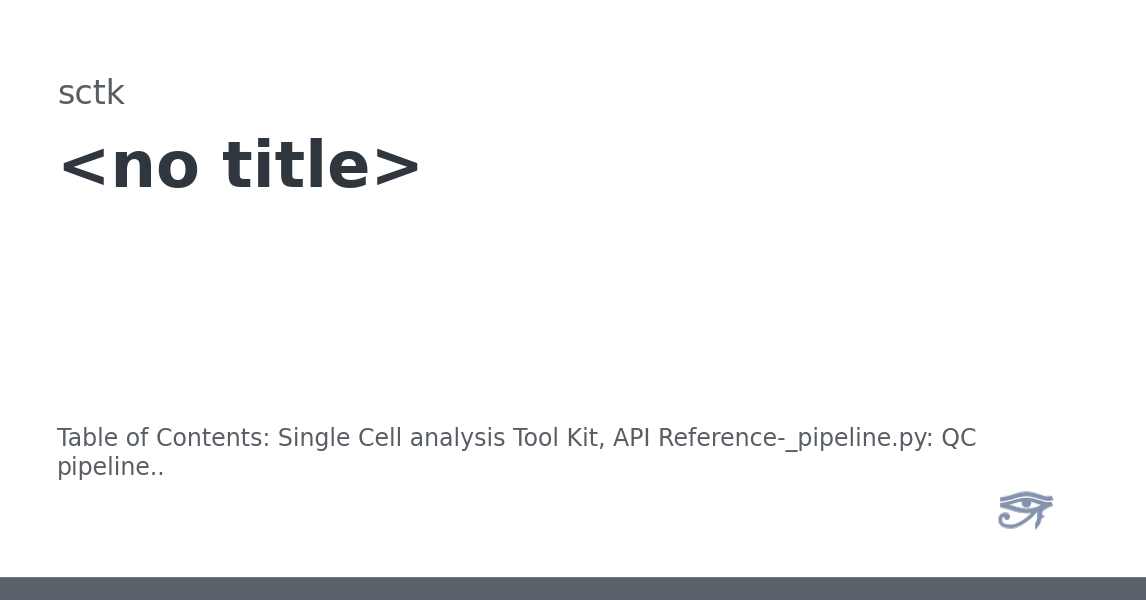 sctk
<no title>
Table of Contents: Single Cell analysis Tool Kit, API Reference-_pipeline.py: QC
pipeline..